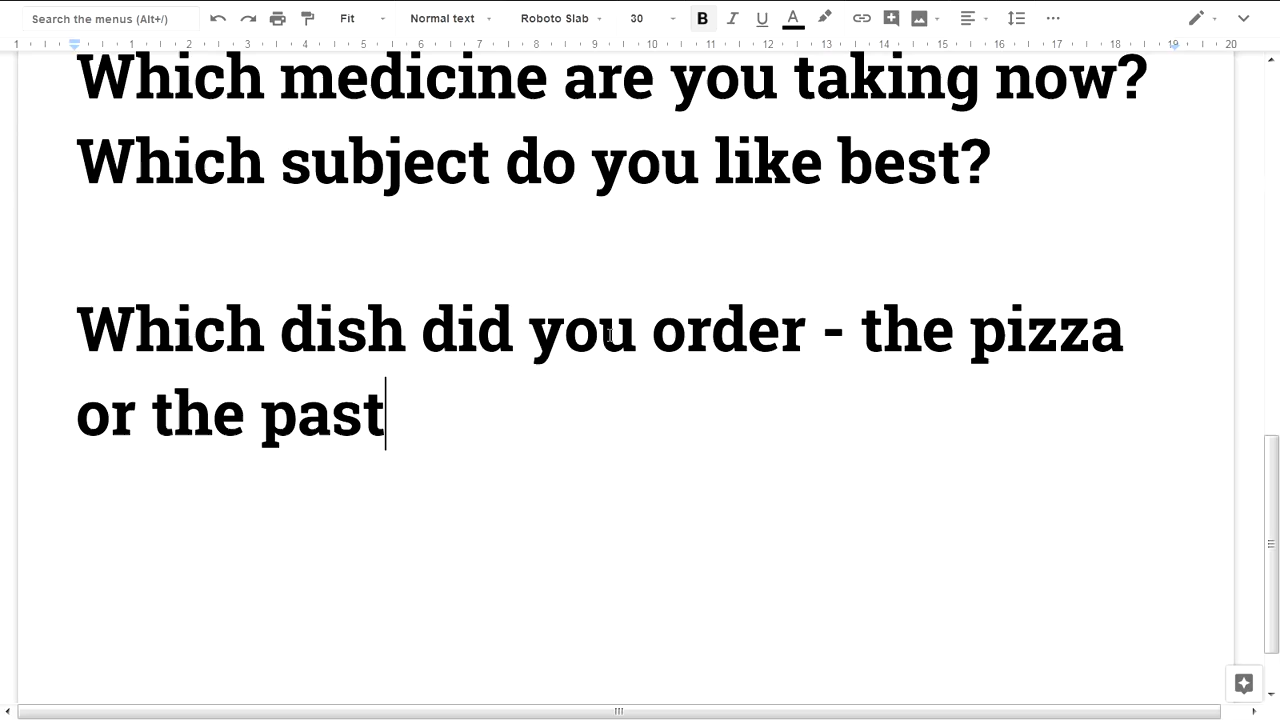 Search the menus (Alt+/) Fit Normal text Roboto Slab 30 B I U A
1 1 2 3 4 5 6 7 8 9 10 11 12 13 14 15 16 17 18 19 20
Which medicine are you taking now?
Which subject do you like best?
Which dish did you order - the pizza
or the past